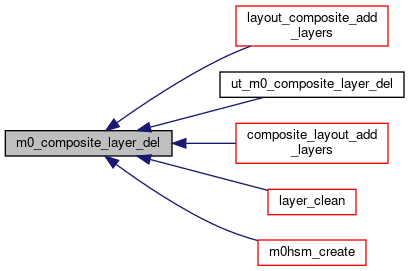 layout_composite_add
_layers
ut_m0_composite_layer_del
m0_composite_layer_del
composite_layout_add
_layers
layer_clean
m0hsm_create